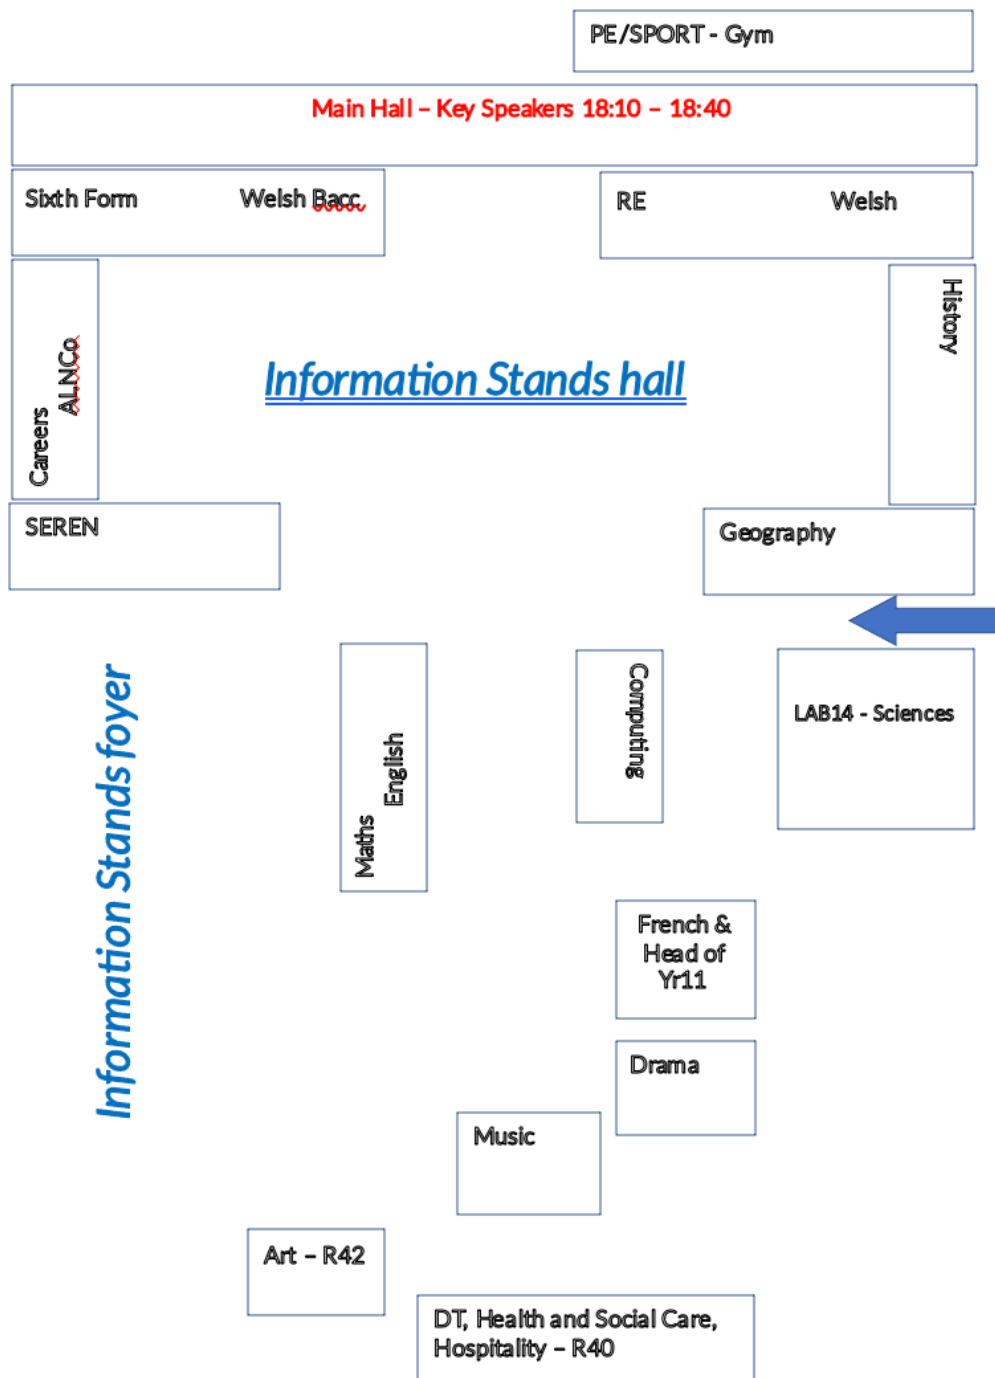 PE/SPORT - Gym
Main Hall – Key Speakers 18:10 – 18:40
Sixth Form Welsh Bacc
RE Welsh
History
Careers
ALNCo
Information Stands hall
SEREN
Geography
Information Stands foyer
Maths
English
Computing
LAB14 - Sciences
French &
Head of
Yr11
Drama
Music
Art – R42
DT, Health and Social Care,
Hospitality – R40